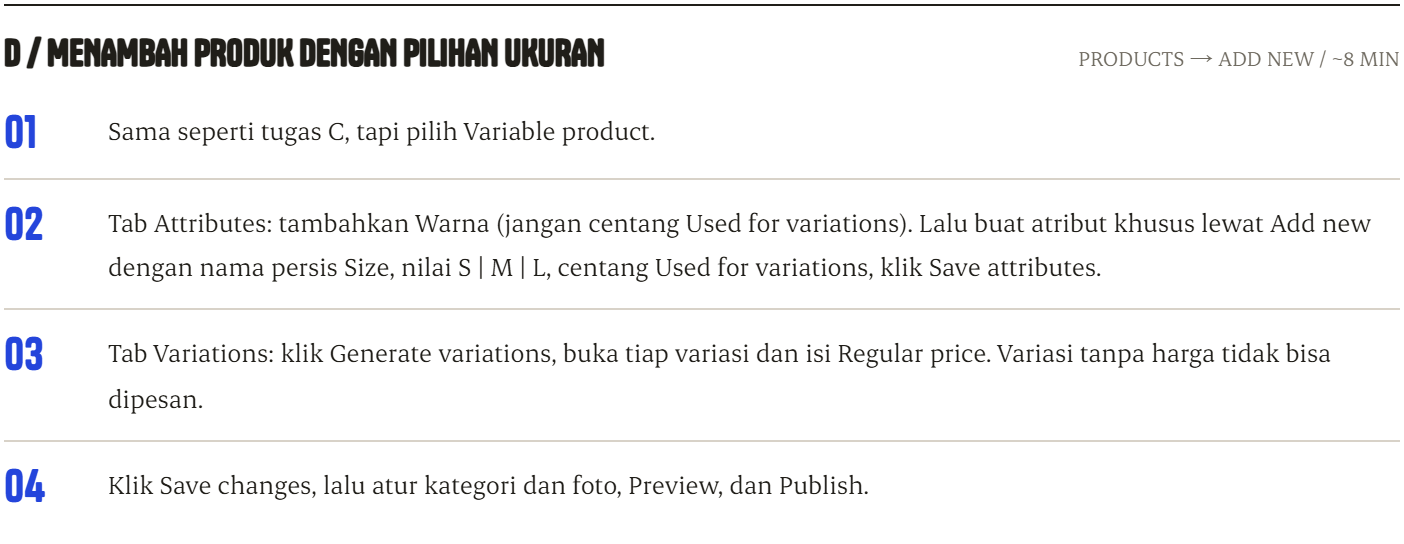 D / MENAMBAH PRODUK DENGAN PILIHAN UKURAN
PRODUCTS → ADD NEW / ~8 MIN
01
Sama seperti tugas C, tapi pilih Variable product.
02
Tab Attributes: tambahkan Warna (jangan centang Used for variations). Lalu buat atribut khusus lewat Add new
dengan nama persis Size, nilai S | M | L, centang Used for variations, klik Save attributes.
03
Tab Variations: klik Generate variations, buka tiap variasi dan isi Regular price. Variasi tanpa harga tidak bisa
dipesan.
04
Klik Save changes, lalu atur kategori dan foto, Preview, dan Publish.